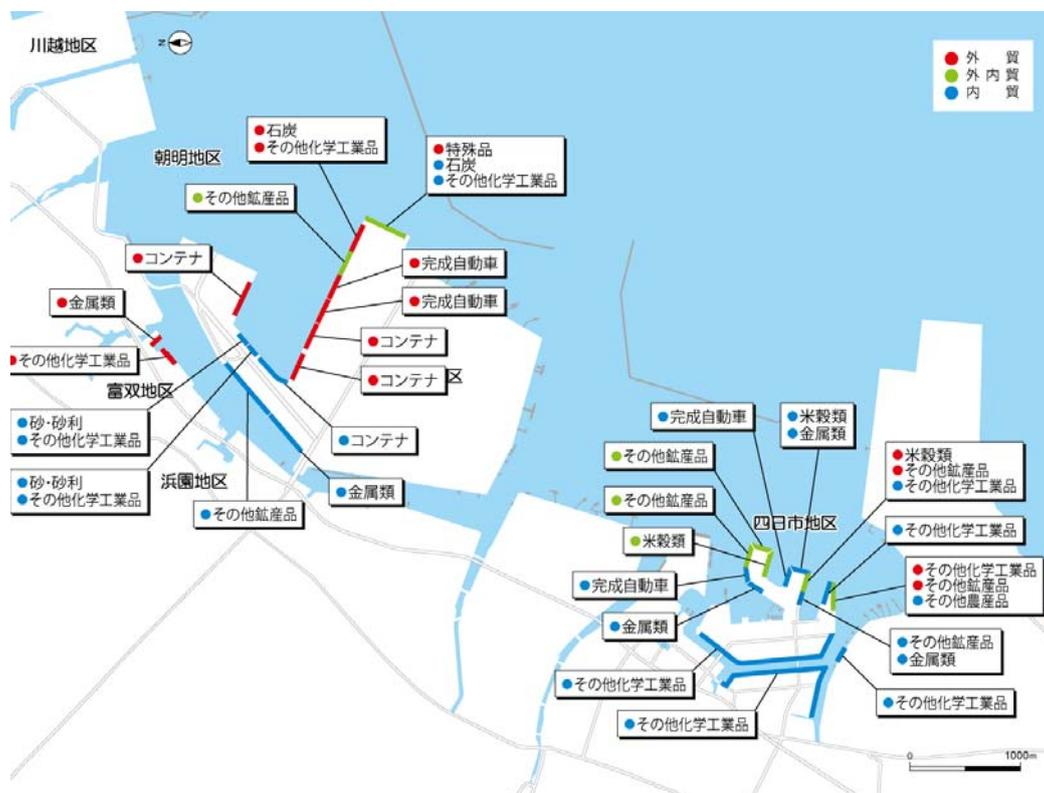 川越地区
N
外貿
外内貿
内貿
石炭
その他化学工業品
朝明地区
特殊品
石炭
その他化学工業品
その他鉱産品
コンテナ
完成自動車
金属類
完成自動車
コンテナ
その他化学工業品
コンテナ
区
富双地区
砂・砂利
その他化学工業品
コンテナ
砂・砂利
その他化学工業品
浜園地区
金属類
その他鉱産品
完成自動車
米穀類
金属類
その他鉱産品
米穀類
その他鉱産品
その他化学工業品
その他鉱産品
四日市地区
その他化学工業品
米穀類
その他化学工業品
その他鉱産品
その他農産品
完成自動車
金属類
その他鉱産品
金属類
その他化学工業品
その他化学工業品
その他化学工業品
0 1000m